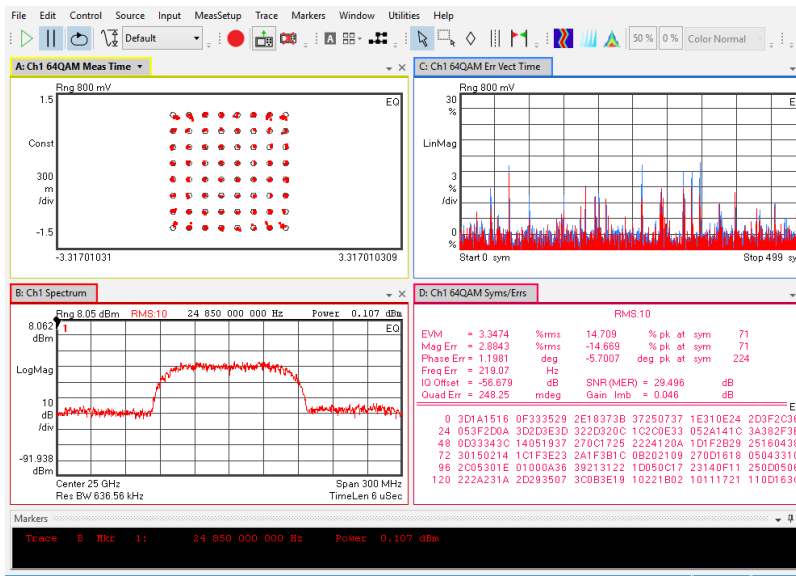 File Edit Control Source Input MeasSetup Trace Markers Window Utilities Help
Default
A
50 % 0 % Color Normal
A: Ch1 64QAM Meas Time
Rng 800 mV
1.5
EQ
Const
300
m
/div
-1.5
-3.31701031 3.317010309
C: Ch1 64QAM Err Vect Time
Rng 800 mV
30
%
E
LinMag
3
%
/div
0
%
Start 0 sym Stop 499 sy
B: Ch1 Spectrum
Rng 8.05 dBm RMS:10 24 850 000 000 Hz Power 0.107 dBm
8.062
dBm
1
EQ
LogMag
10
dB
/div
-91.938
dBm
Center 25 GHz Span 300 MHz
Res BW 636.56 kHz TimeLen 6 uSec
D: Ch1 64QAM Syms/Errs
RMS:10
EVM = 3.3474 %rms 14.709 % pk at sym 71
Mag Err = 2.8843 %rms -14.669 % pk at sym 71
Phase Err = 1.1981 deg -5.7007 deg pk at sym 224
Freq Err = 219.07 Hz
IQ Offset = -56.679 dB SNR(MER) = 29.496 dB
Quad Err = 248.25 mdeg Gain Imb = 0.046 dB
E
0 3D1A1516 0F333529 2E18373B 37250737 1E310E24 2D3F2C3
24 053F2D0A 3D2D3E3D 322D320C 1C2C0E33 052A141C 3A382F3
48 0D33343C 14051937 270C1725 2224120A 1D1F2B29 25160438
72 30150214 1C1F3E23 2A1F3B1C 0B202109 270D1618 05043310
96 2C05301E 01000A36 39213122 1D050C17 23140F11 250D0506
120 222A231A 2D293507 3C0B3E19 10221B02 10111721 110D163C
Markers
Trace B Mkr 1: 24 850 000 000 Hz Power 0.107 dBm